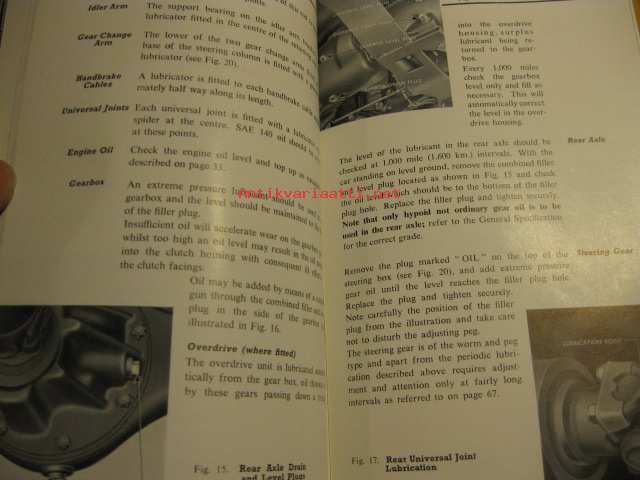 Idler Arm
The support bearing on the idler arm,
lubricator fitted in the centre of the
Gear Change
Arm
The lower of the two gear change
base of the steering column is fitted with
lubricator (see Fig. 20).
Handbrake
Cables
A lubricator is fitted to each handbrake
mately half way along its length.
Universal Joints
Each universal joint is fitted with a lubricator
spider at the centre. SAE 140 oil should
at these points.
Engine Oil
Check the engine oil level and top up as
described on page 33.
Gearbox
An extreme pressure lubricant should be
gearbox and the level should be maintained to
of the filler plug.
Insufficient oil will accelerate wear on the gear
whilst too high an oil level may result in the oil
into the clutch housing with consequent ill effects
the clutch facings.
Oil may be added by means of a
gun through the combined filler and
plug in the side of the gearbox
illustrated in Fig. 16.
Overdrive (where fitted)
The overdrive unit is lubricated auto-
tically from the gear box, oil
by these gears passing down a
Fig. 15. Rear Axle Drain
and Level Plugs
into the overdrive
housing, surplus
lubricant being re-
turned to the gear-
box.
Every 1,000 miles
check the gearbox
level only and fill as
necessary. This will
automatically correct
the level in the over-
drive housing.
Rear Axle
The level of the lubricant in the rear axle should be
checked at 1,000 mile (1,600 km.) intervals. With the
car standing on level ground, remove the combined filler
and level plug located as shown in Fig. 15 and check
the oil level which should be to the bottom of the filler
plug hole. Replace the filler plug and tighten securely.
Note that only hypoid not ordinary gear oil is to be
used in the rear axle; refer to the General Specification
for the correct grade.
Steering Gear
Remove the plug marked "OIL" on the top of the
steering box (see Fig. 20), and add extreme pressure
gear oil until the level reaches the filler plug hole.
Replace the plug and tighten securely.
Note carefully the position of the filler
plug from the illustration and take care
not to disturb the adjusting peg.
The steering gear is of the worm and peg
type and apart from the periodic lubri-
cation described above requires adjust-
ment and attention only at fairly long
intervals as referred to on page 67.
LUBRICATION POINT
Fig. 17. Rear Universal Joint
Lubrication
Antikvariaatti.net